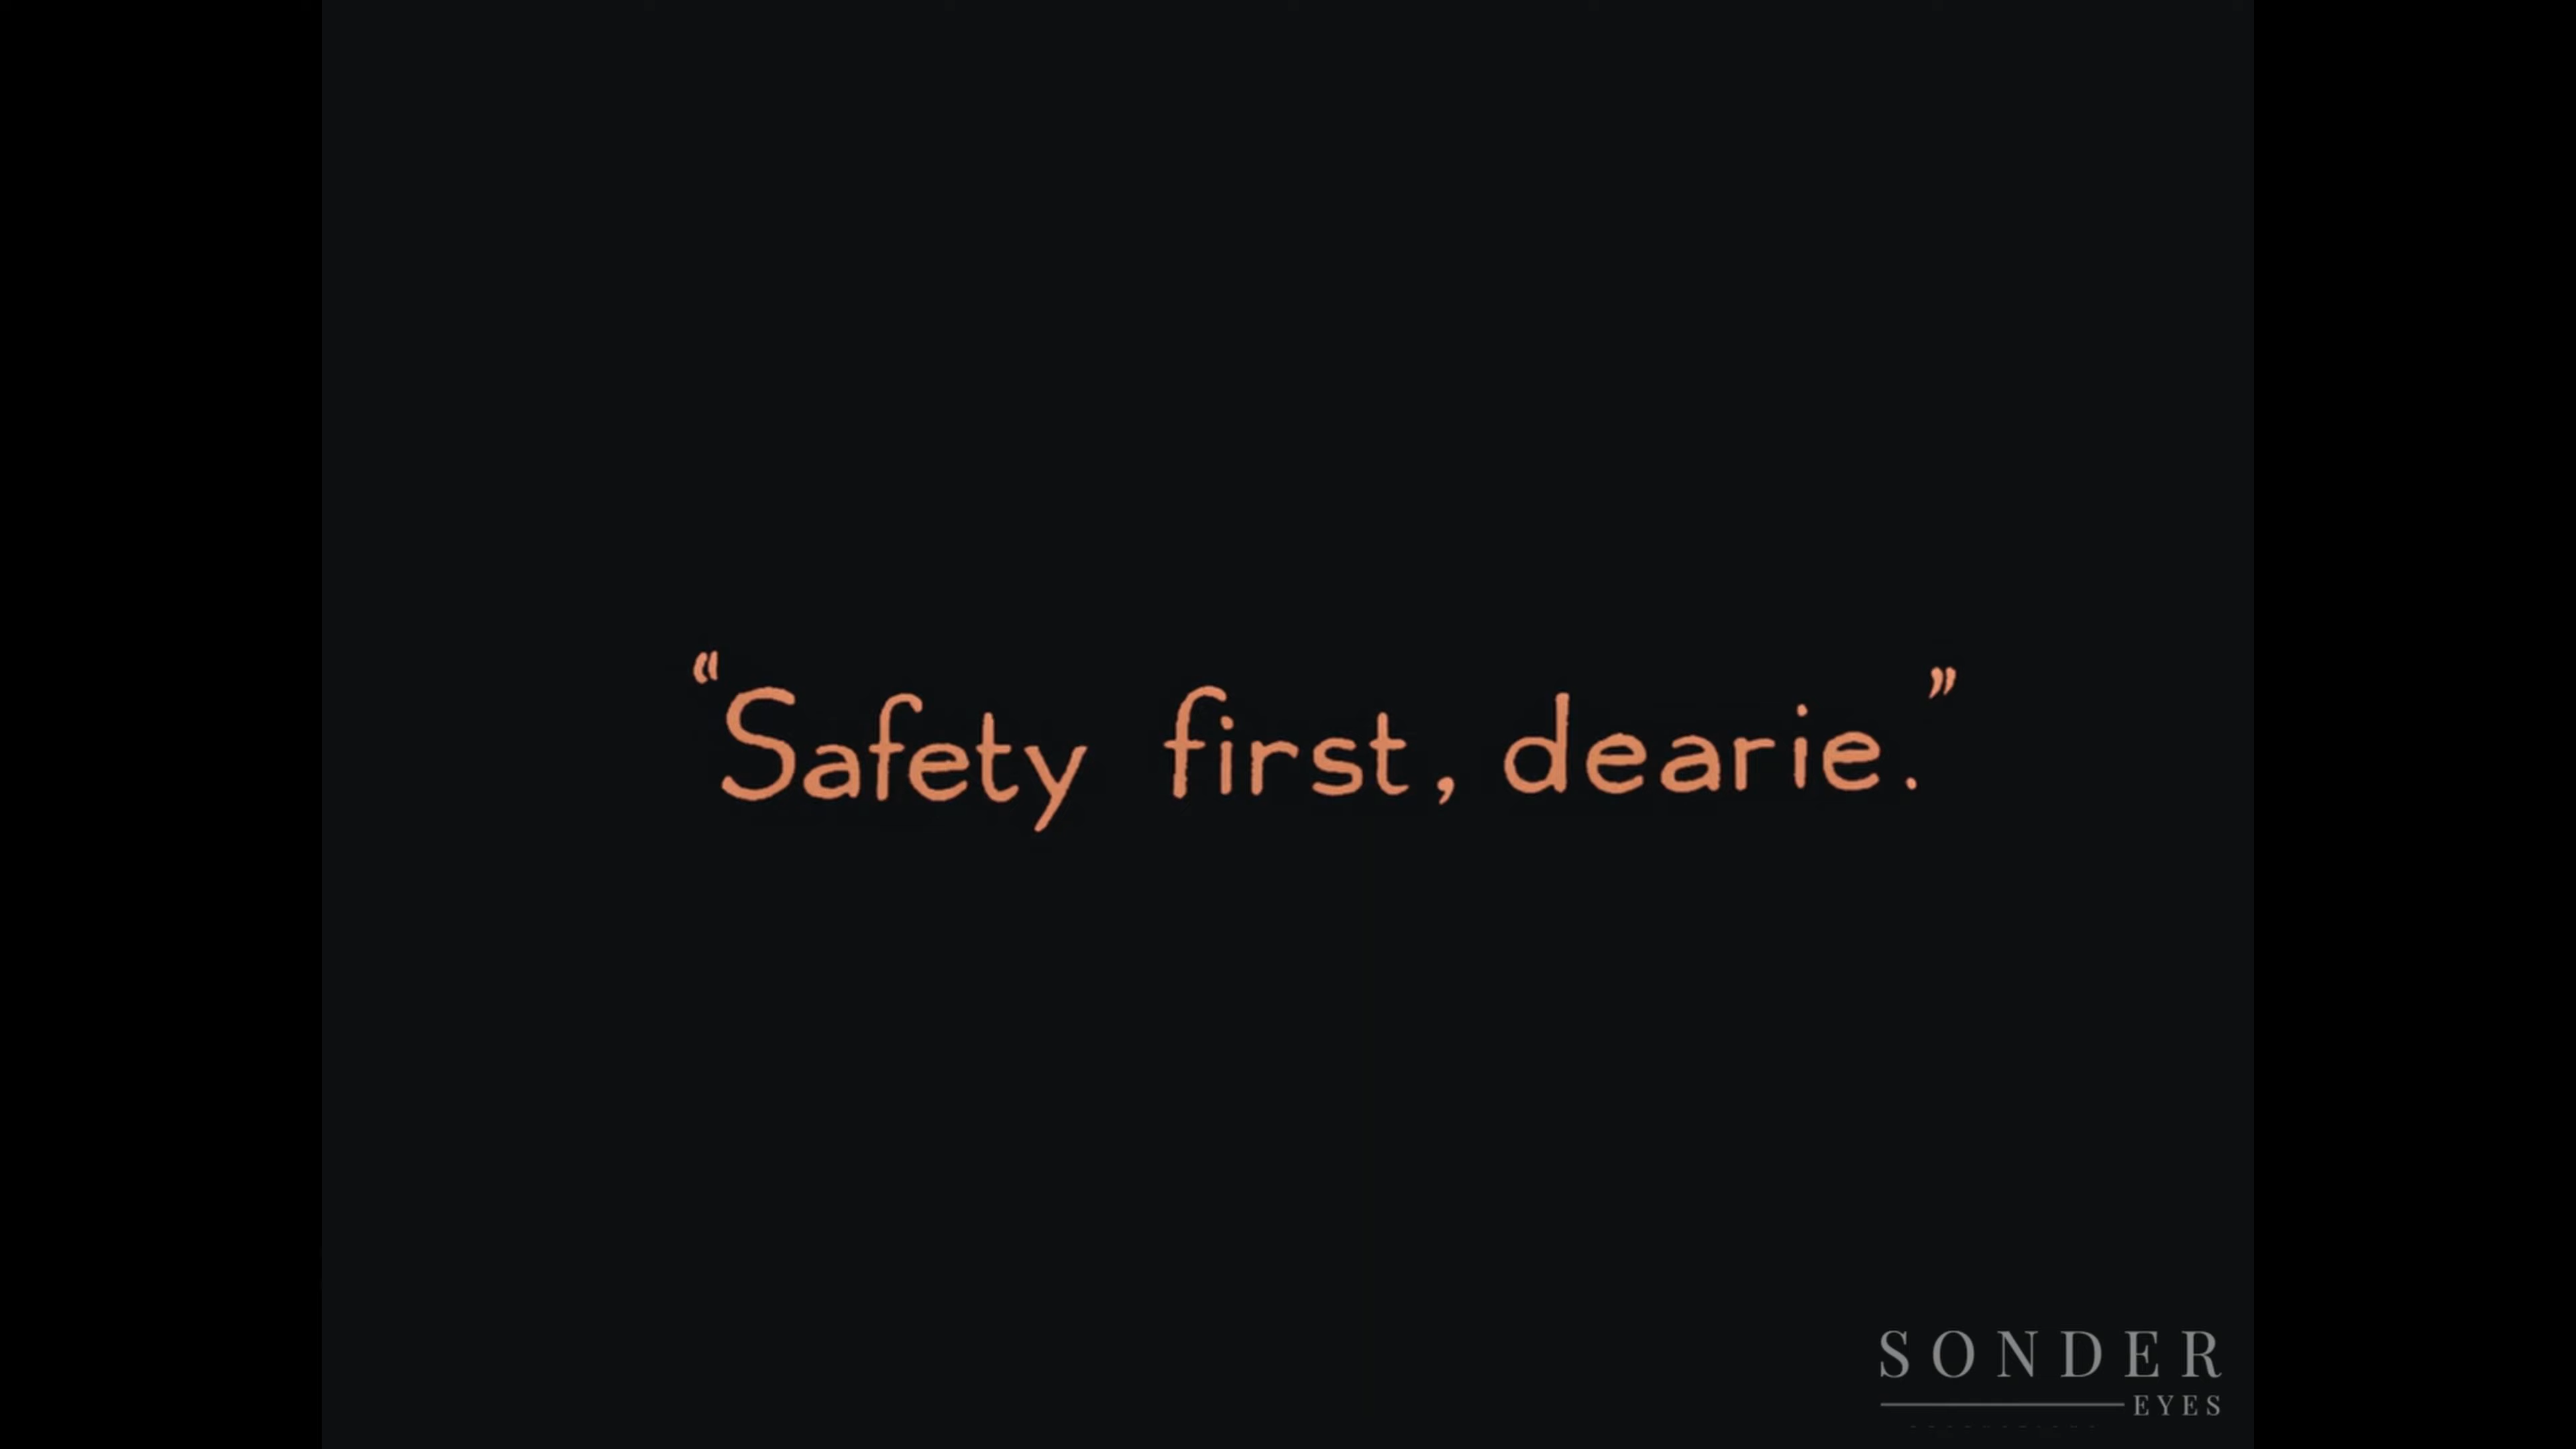 “Safety first, dearie.”
SONDER
EYES